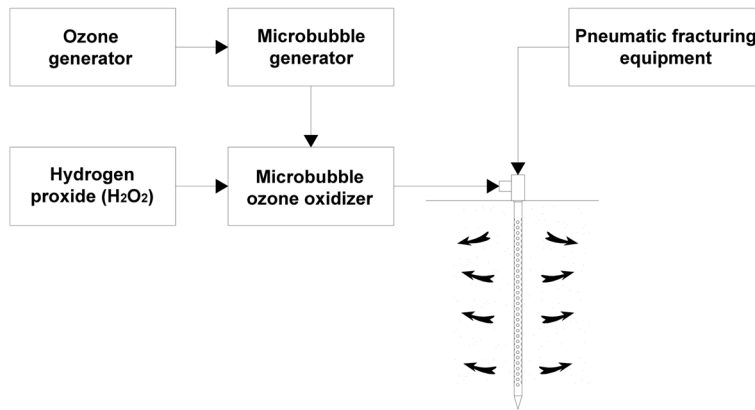 Ozone
generator
Microbubble
generator
Pneumatic fracturing
equipment
Hydrogen
proxide (H₂O₂)
Microbubble
ozone oxidizer